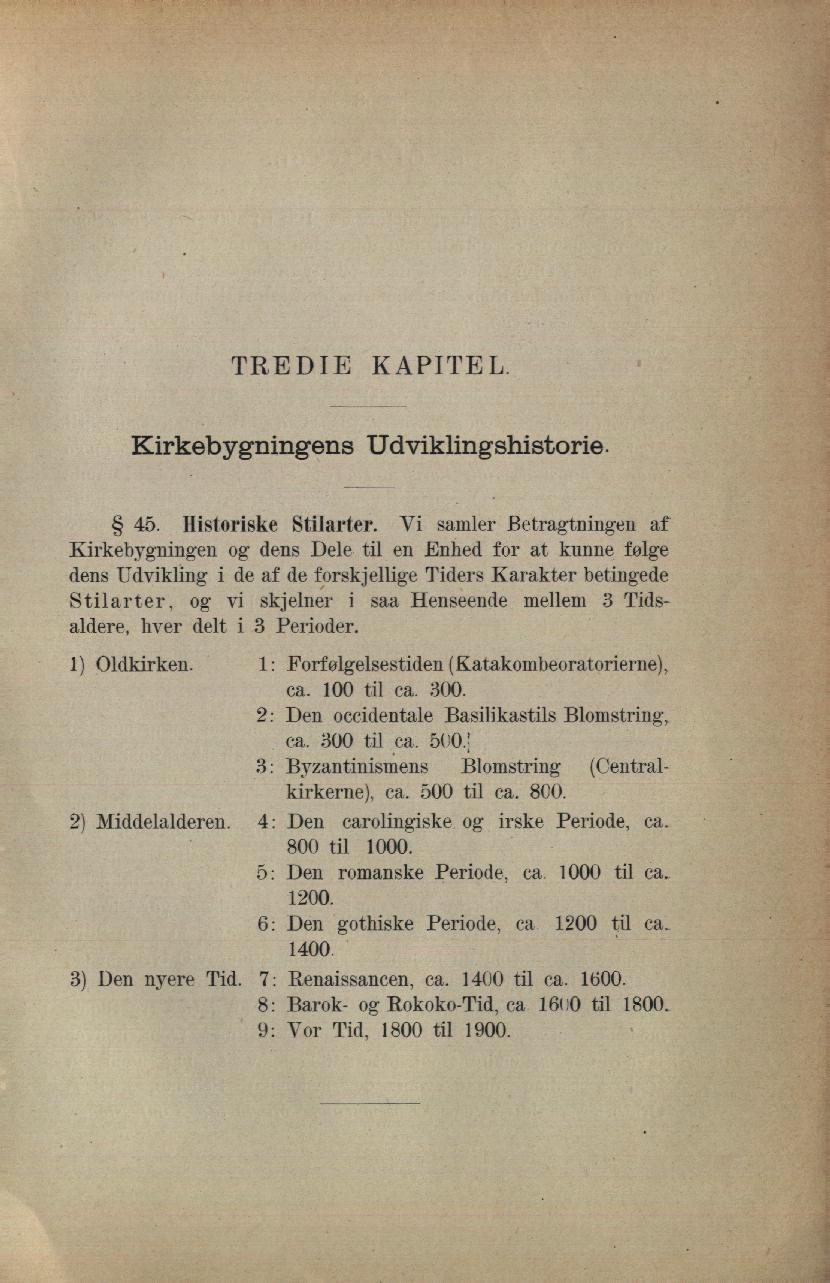 TREDIE KAPITEL.
Kirkebygningens Udviklingshistorie.
§ 45. Historiske Stilarter. Vi samler Betragtningen af
Kirkebygningen og dens Dele til en Enhed for at kunne følge
dens Udvikling i de af de forskjellige Tiders Karakter betingede
Stilarter, og vi skjelner i saa Henseende mellem 3 Tids-
aldere, hver delt i 3 Perioder.
1) Oldkirken. 1: Forfølgelsestiden (Katakombeoratorierne),
ca. 100 til ca. 300.
2: Den occidentale Basilikastils Blomstring,
ca. 300 til ca. 500.
3: Byzantinismens Blomstring (Central-
kirkerne), ca. 500 til ca. 800.
2) Middelalderen. 4: Den carolingiske og irske Periode, ca.
800 til 1000.
5: Den romanske Periode, ca. 1000 til ca.
1200.
6: Den gothiske Periode, ca 1200 til ca.
1400.
3) Den nyere Tid. 7: Renaissancen, ca. 1400 til ca. 1600.
8: Barok- og Rokoko-Tid, ca 1600 til 1800.
9: Vor Tid, 1800 til 1900.